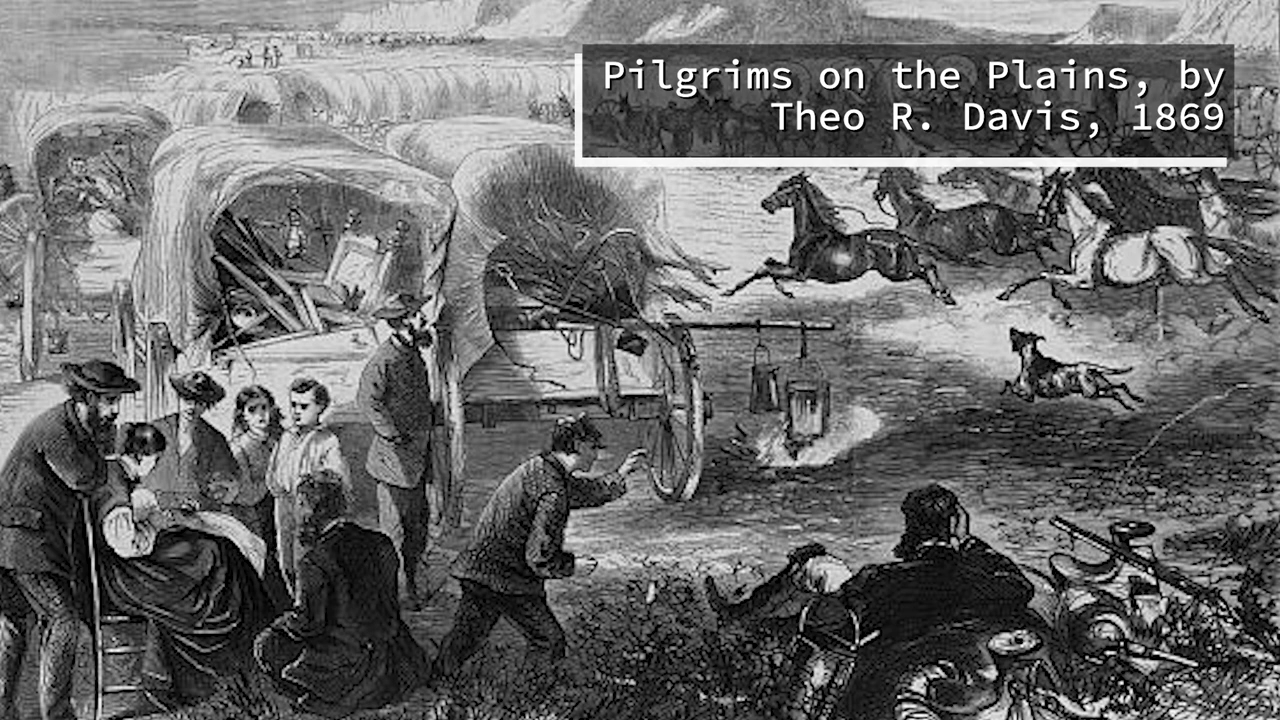 Pilgrims on the Plains, by
Theo R. Davis, 1869